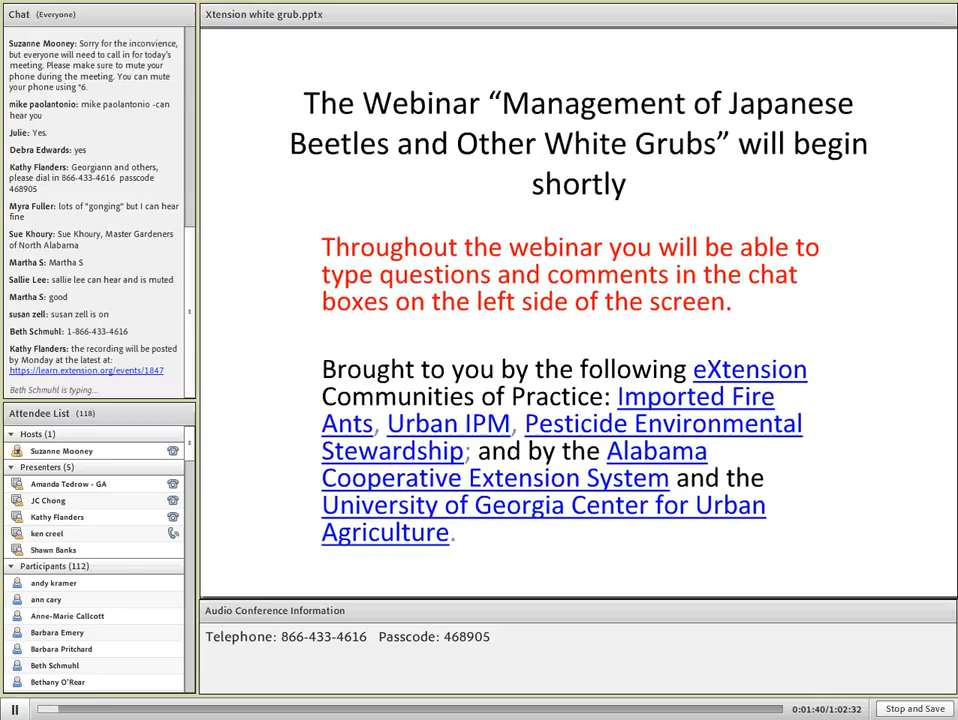 Chat (Everyone)
Suzanne Mooney: Sorry for the inconvience,
but everyone will need to call in for today's
meeting. Please make sure to mute your
phone during the meeting. You can mute
your phone using *6.
mike paolantonio: mike paolantonio -can
hear you
Julie: Yes.
Debra Edwards: yes
Kathy Flanders: Georgiann and others,
please dial in 866-433-4616 passcode
468905
Myra Fuller: lots of "gonging" but I can hear
fine
Sue Khoury: Sue Khoury, Master Gardeners
of North Alabama
Martha S: Martha S
Sallie Lee: sallie lee can hear and is muted
Martha S: good
susan zell: susan zell is on
Beth Schmuhl: 1-866-433-4616
Kathy Flanders: the recording will be posted
by Monday at the latest at:
https://learn.extension.org/events/1847
Beth Schmuhl is typing...
Attendee List (118)
Hosts (1)
Suzanne Mooney
Presenters (5)
Amanda Tedrow - GA
JC Chong
Kathy Flanders
ken creel
Shawn Banks
Participants (112)
andy kramer
ann cary
Anne-Marie Callcott
Barbara Emery
Barbara Pritchard
Beth Schmuhl
Bethany O'Rear
Xtension white grub.pptx
The Webinar “Management of Japanese
Beetles and Other White Grubs” will begin
shortly
Throughout the webinar you will be able to
type questions and comments in the chat
boxes on the left side of the screen.
Brought to you by the following eXtension
Communities of Practice: Imported Fire
Ants, Urban IPM, Pesticide Environmental
Stewardship; and by the Alabama
Cooperative Extension System and the
University of Georgia Center for Urban
Agriculture.
Audio Conference Information
Telephone: 866-433-4616 Passcode: 468905
0:01:40/1:02:32
Stop and Save